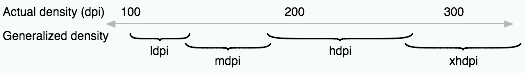 Actual density (dpi) 100 200 300
Generalized density
ldpi mdpi hdpi xhdpi